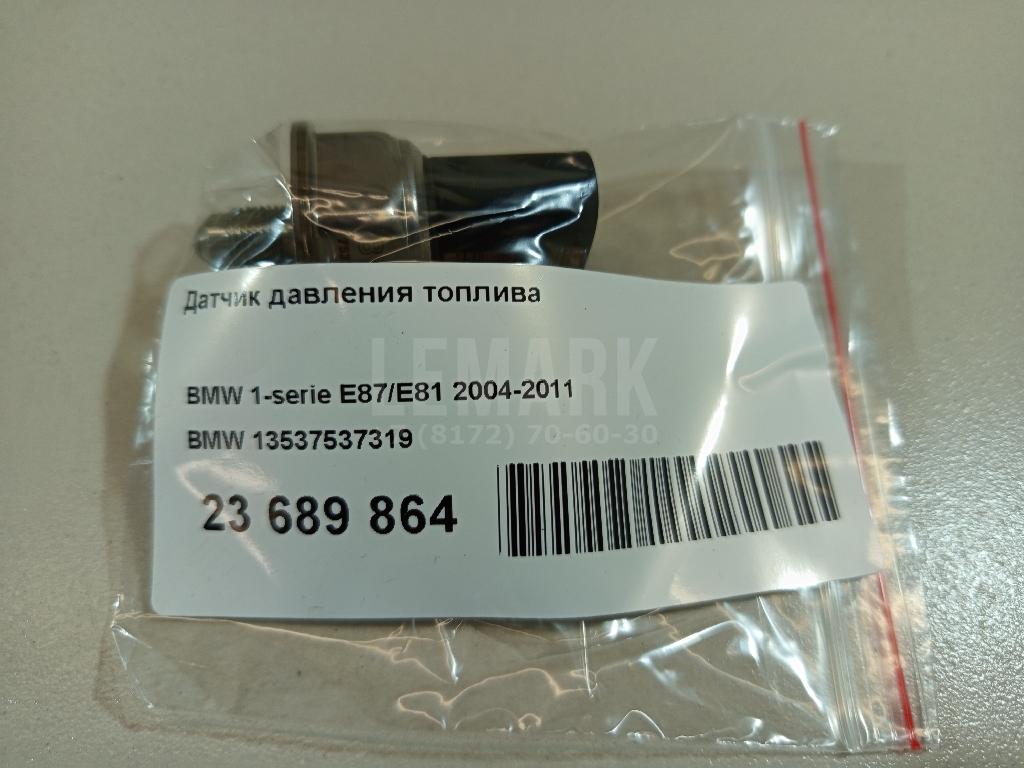 Датчик давления топлива
LEMARK
BMW 1-serie E87/E81 2004-2011
(8172) 70-60-30
BMW 13537537319
23 689 864